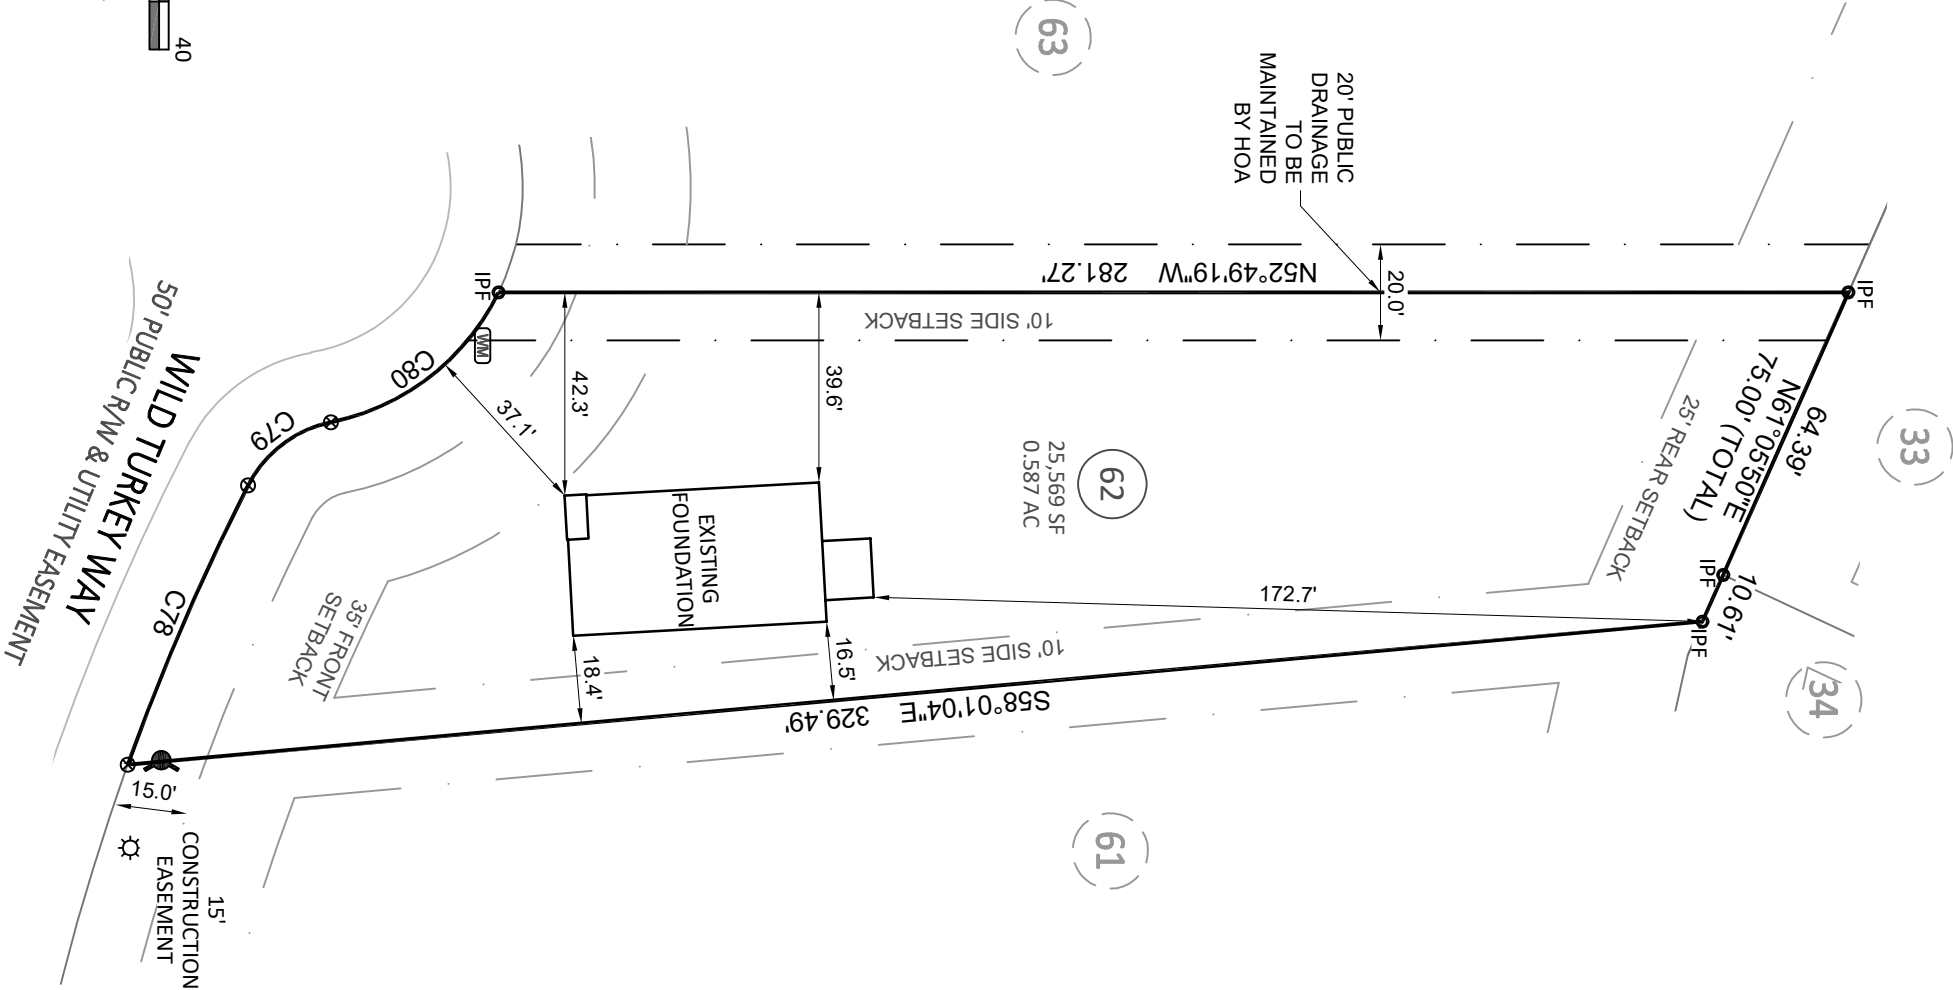 40
63
20' PUBLIC
DRAINAGE
TO BE
MAINTAINED
BY HOA
IPF
N52°49'19"W 281.27'
20.0'
IPF
10' SIDE SETBACK
WM
C80
42.3'
39.6'
37.1'
C79
64.39'
N61°05'50"E
75.00' (TOTAL)
25' REAR SETBACK
33
62
25,569 SF
0.587 AC
EXISTING
FOUNDATION
IPF
10.61'
IPF
172.7'
34
50' PUBLIC R/W & UTILITY EASEMENT
WILD TURKEY WAY
C78
35' FRONT
SETBACK
18.4'
16.5'
10' SIDE SETBACK
S58°01'04"E 329.49'
15.0'
15'
CONSTRUCTION
EASEMENT
61